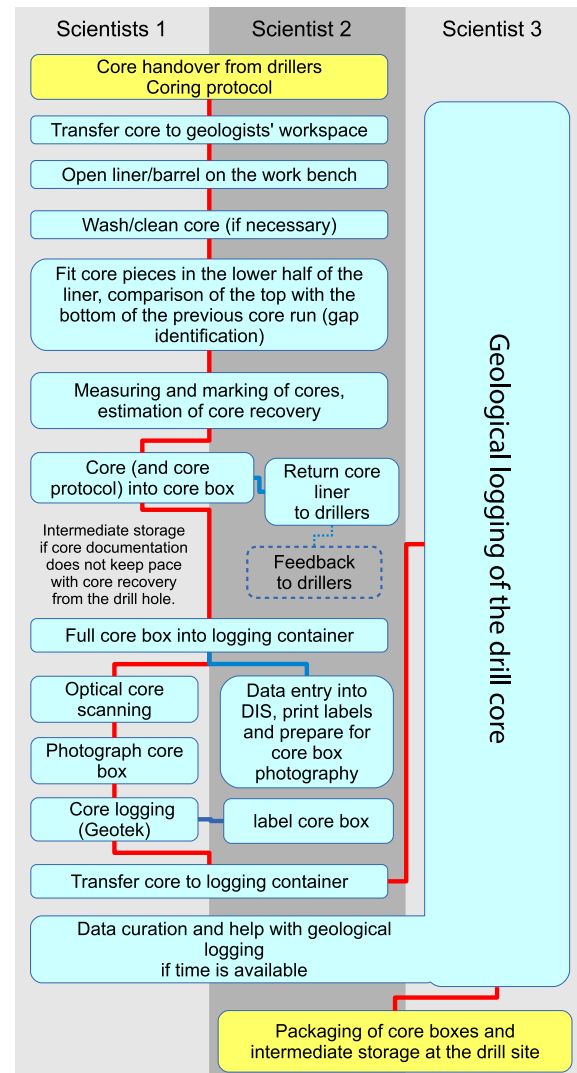 Scientists 1
Scientist 2
Scientist 3
Core handover from drillers
Coring protocol
Transfer core to geologists' workspace
Open liner/barrel on the work bench
Wash/clean core (if necessary)
Fit core pieces in the lower half of the
liner, comparison of the top with the
bottom of the previous core run (gap
identification)
Measuring and marking of cores,
estimation of core recovery
Core (and core
protocol) into core box
Return core
liner
to drillers
Feedback
to drillers
Intermediate storage
if core documentation
does not keep pace
with core recovery
from the drill hole.
Full core box into logging container
Optical core
scanning
Data entry into
DIS, print labels
and prepare for
core box
photography
Photograph core
box
Core logging
(Geotek)
label core box
Transfer core to logging container
Geological logging of the drill core
Data curation and help with geological
logging
if time is available
Packaging of core boxes and
intermediate storage at the drill site